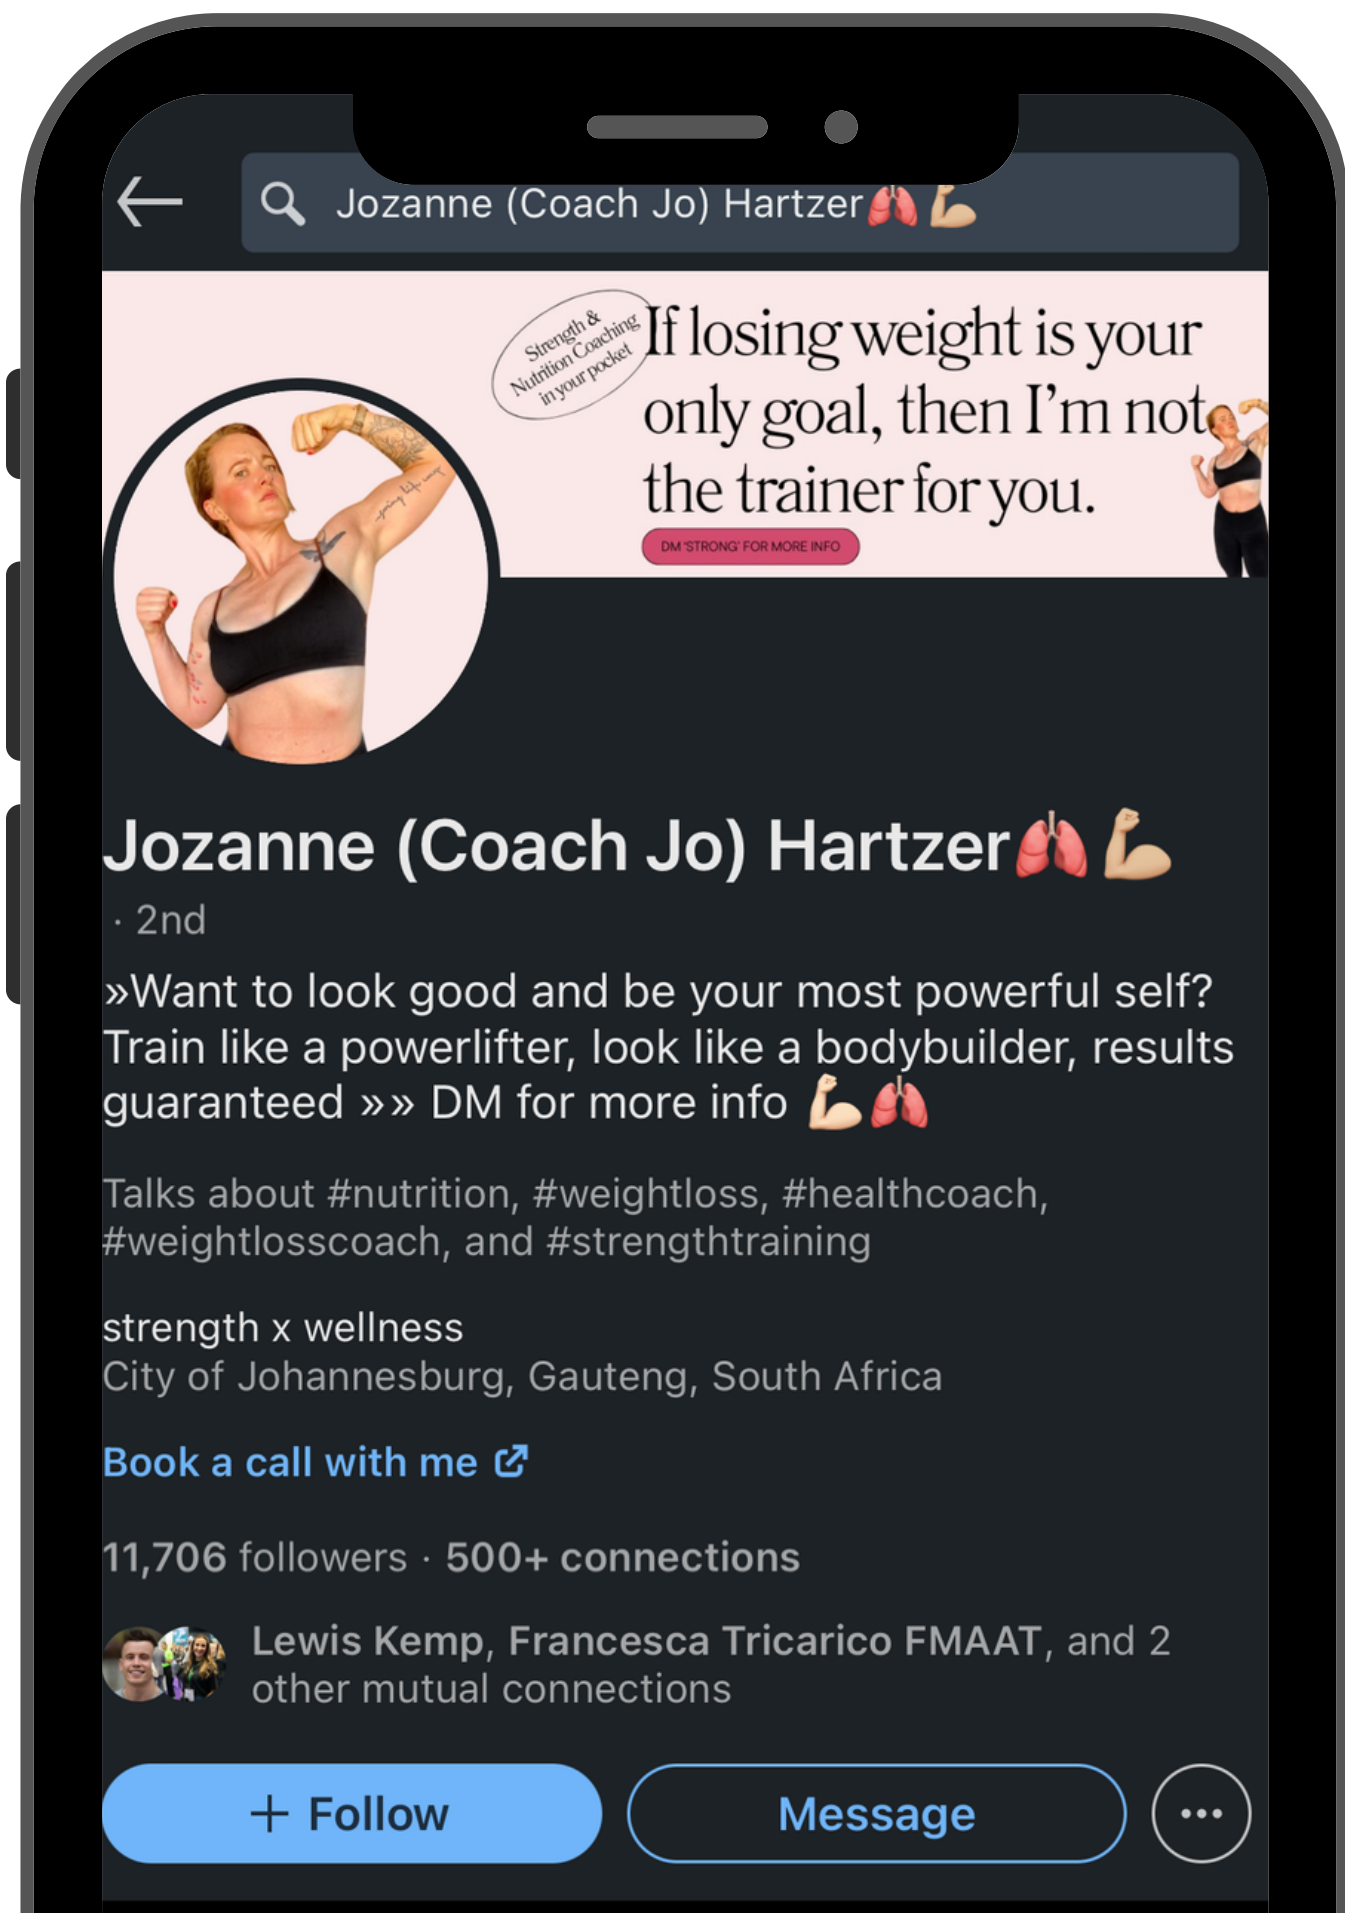 Jozanne (Coach Jo) Hartzer🫁💪🏼
Strength &
Nutrition Coaching
in your pocket
If losing weight is your
only goal, then I'm not
the trainer for you.
DM 'STRONG' FOR MORE INFO
Jozanne (Coach Jo) Hartzer🫁💪🏼
· 2nd
»Want to look good and be your most powerful self?
Train like a powerlifter, look like a bodybuilder, results
guaranteed »» DM for more info 💪🏻🫁
Talks about #nutrition, #weightloss, #healthcoach,
#weightlosscoach, and #strengthtraining
strength x wellness
City of Johannesburg, Gauteng, South Africa
Book a call with me
11,706 followers · 500+ connections
Lewis Kemp, Francesca Tricarico FMAAT, and 2
other mutual connections
+ Follow
Message